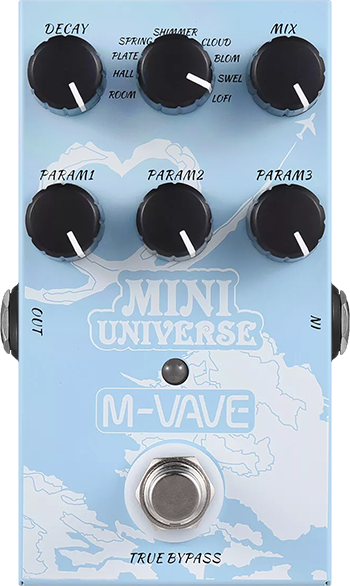 DECAY
SHIMMER
MIX
SPRING
CLOUD
PLATE
BLOM
HALL
SWEL
ROOM
LOFI
PARAM1
PARAM2
PARAM3
MINI
UNIVERSE
OUT
IN
M-VAVE
TRUE BYPASS